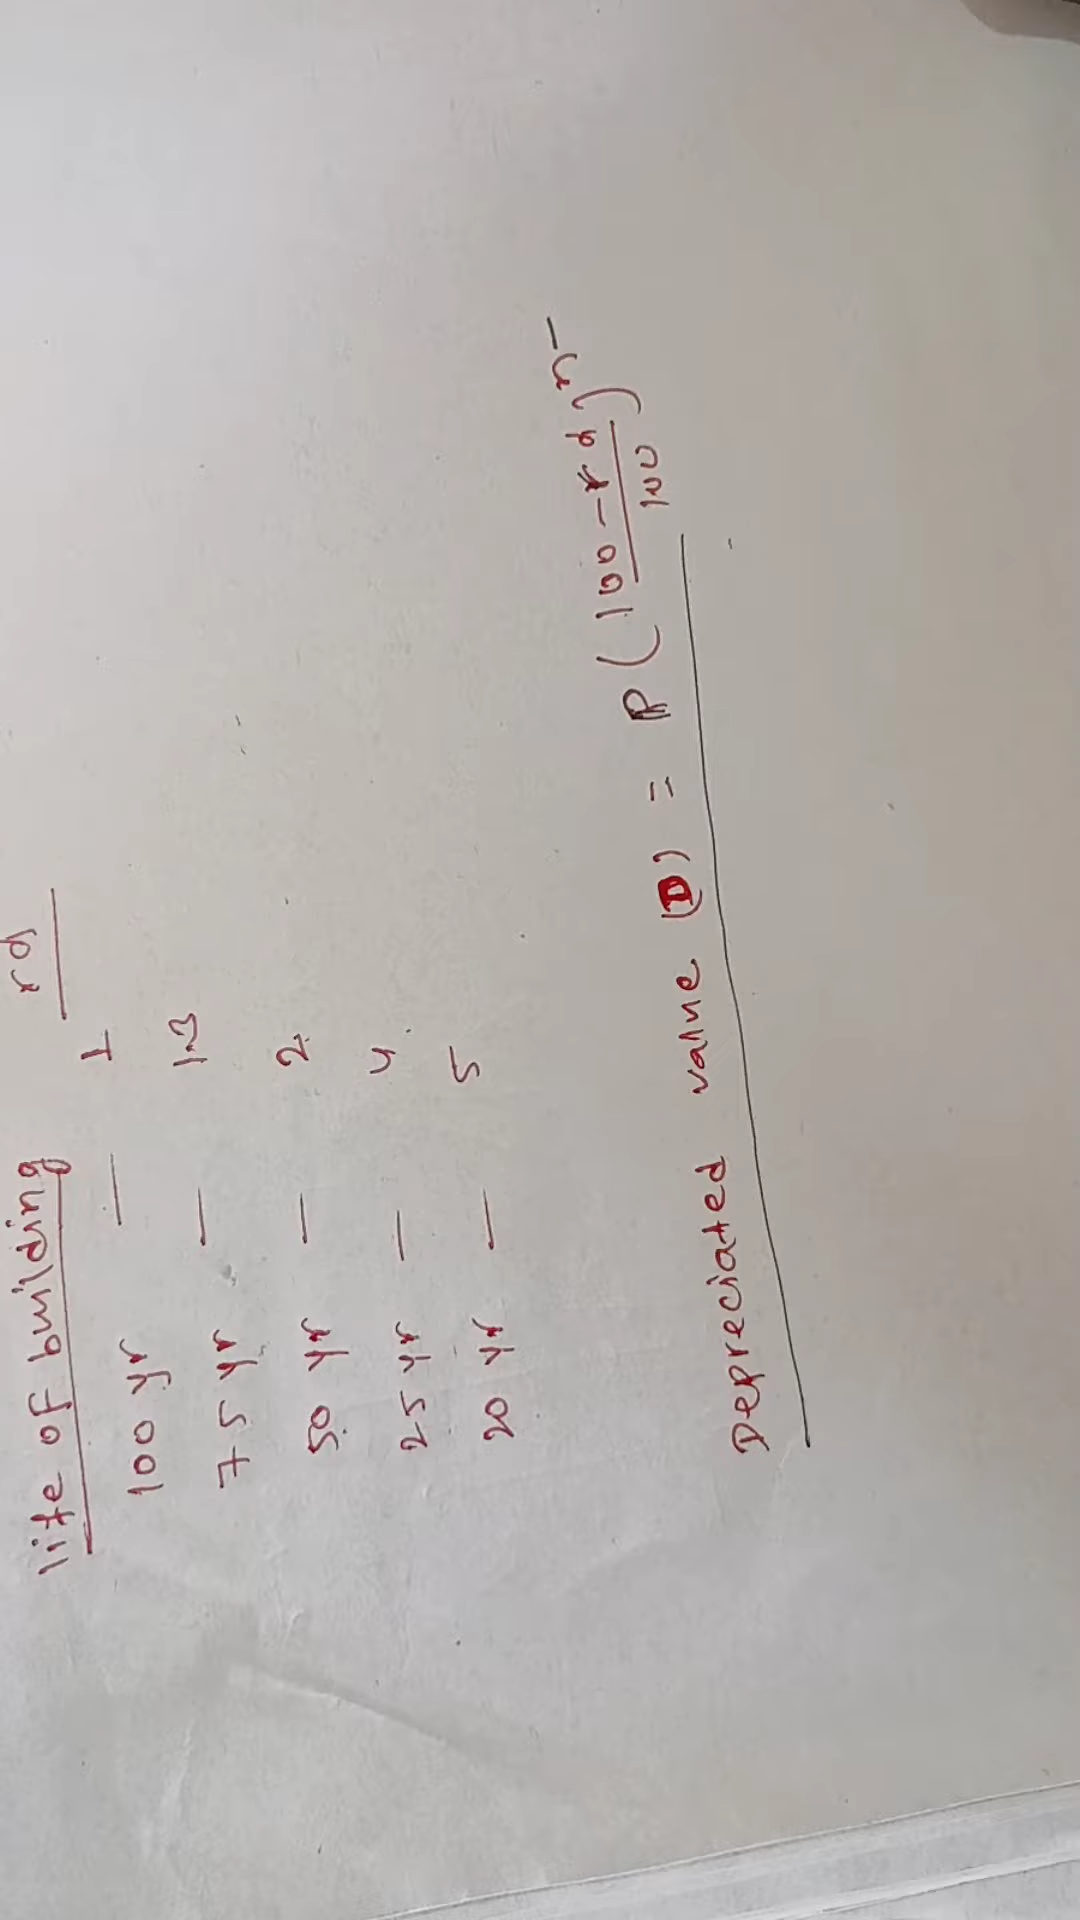 life of building rd
100 yr — 1
75 yr — 1.3
50 yr — 2
25 yr — 4
20 yr — 5
Depreciated value (D) = P (100 - rd / 100)^n